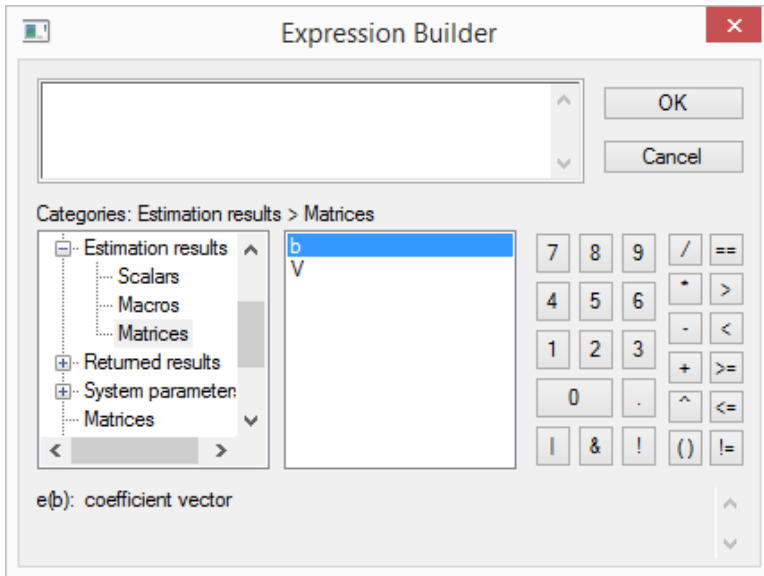 Expression Builder
OK
Cancel
Categories: Estimation results > Matrices
Estimation results
Scalars
Macros
Matrices
Returned results
System parameter
Matrices
b
V
7 8 9 / ==
4 5 6 * >
1 2 3 - <
0 . + >=
^ <=
| & ! () !=
e(b): coefficient vector